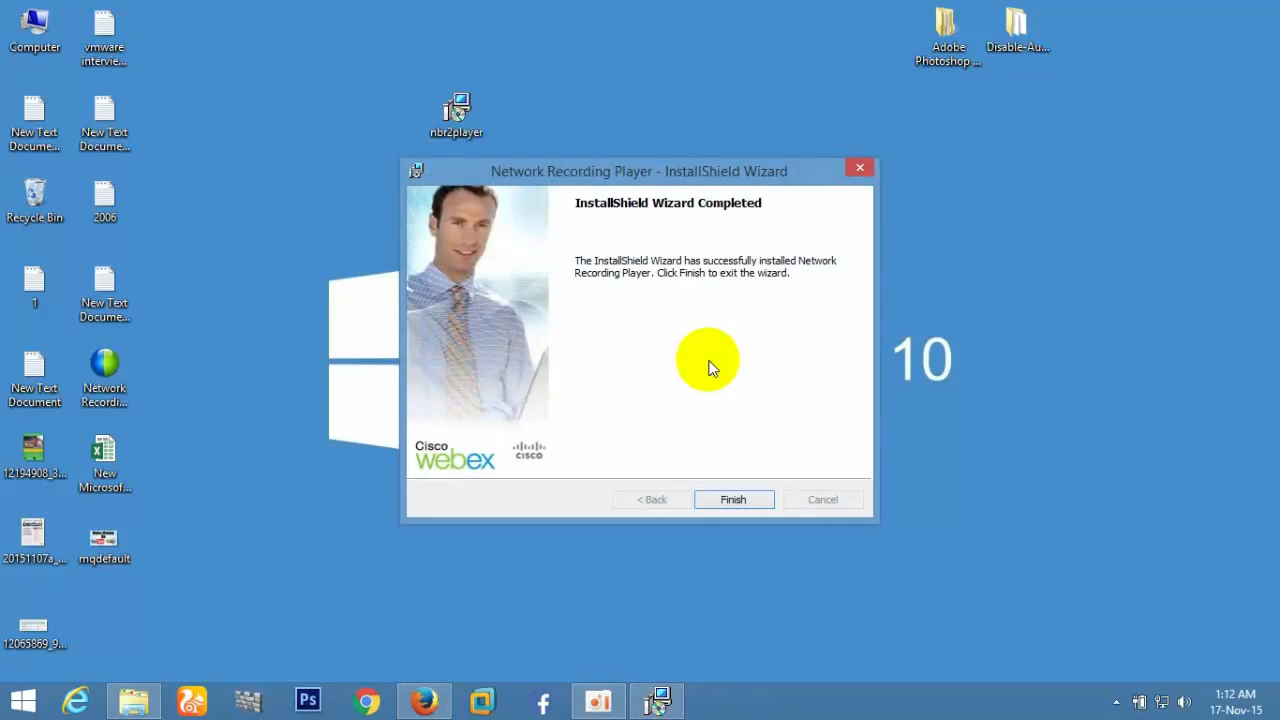 Computer
vmware
intervie...
Adobe
Photoshop ...
Disable-Au...
nbr2player
New Text
Docume...
New Text
Docume...
Network Recording Player - InstallShield Wizard
InstallShield Wizard Completed
The InstallShield Wizard has successfully installed Network
Recording Player. Click Finish to exit the wizard.
Recycle Bin
2006
1
New Text
Docume...
10
New Text
Document
Network
Recordi...
Cisco
webex
CISCO
12194908_3...
New
Microsof...
< Back
Finish
Cancel
20151107a_...
mqdefault
12065869_9...
Ps
1:12 AM
17-Nov-15